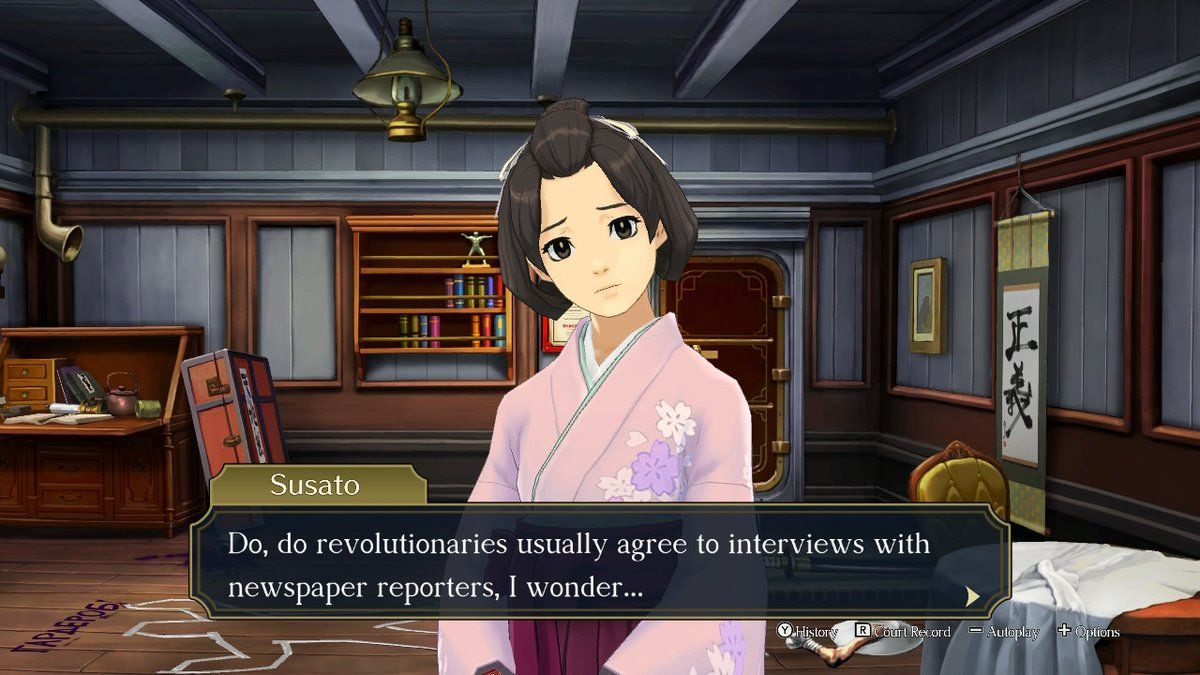 正義
ГАРДЕРОБ
Susato
Do, do revolutionaries usually agree to interviews with
newspaper reporters, I wonder...
Y History R Court Record − Autoplay + Options